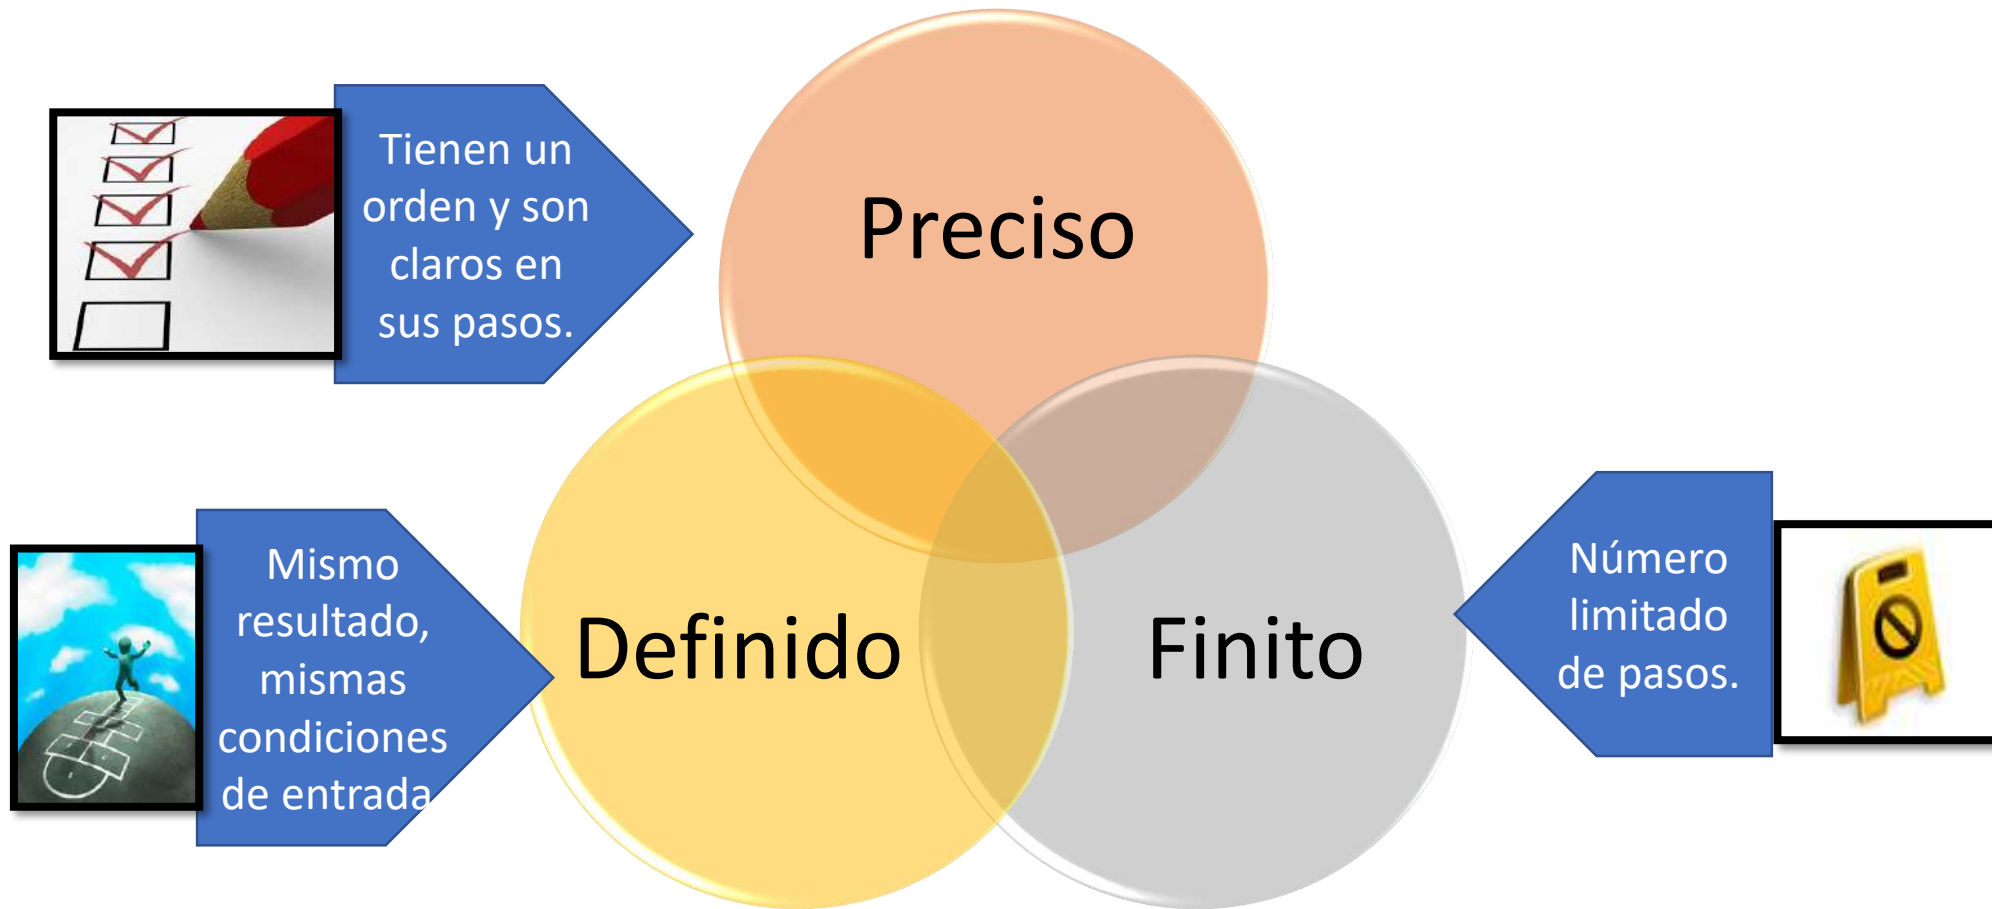 Tienen un
orden y son
claros en
sus pasos.
Preciso
Mismo
resultado,
mismas
condiciones
de entrada
Definido
Finito
Número
limitado
de pasos.